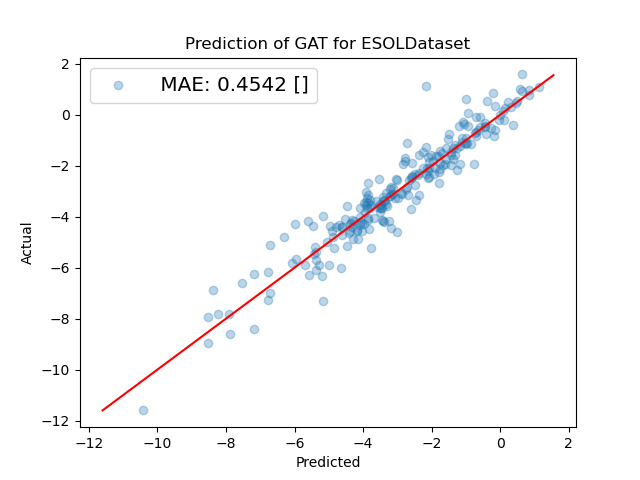 Prediction of GAT for ESOLDataset
MAE: 0.4542 []
2
0
−2
−4
−6
−8
−10
−12
Actual
−12 −10 −8 −6 −4 −2 0 2
Predicted